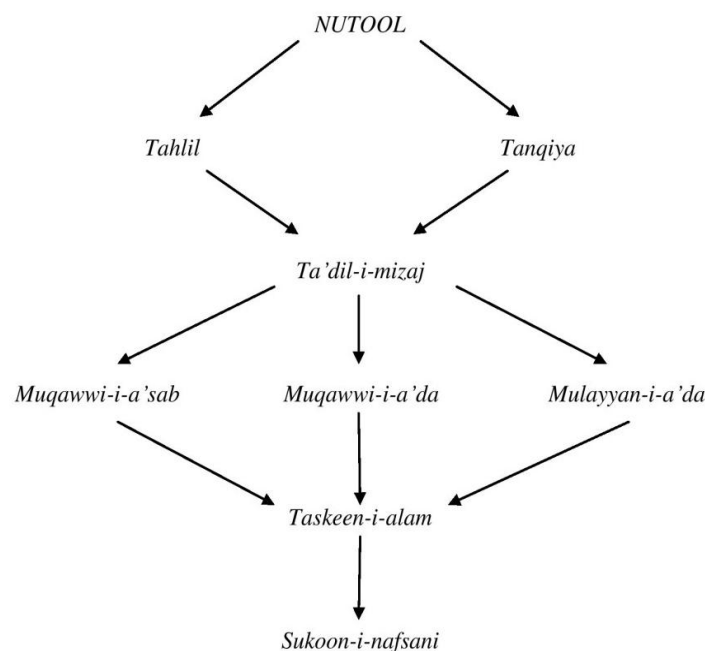 NUTOOL
Tahlil
Tanqiya
Ta’dil-i-mizaj
Muqawwi-i-a’sab
Muqawwi-i-a’da
Mulayyan-i-a’da
Taskeen-i-alam
Sukoon-i-nafsani